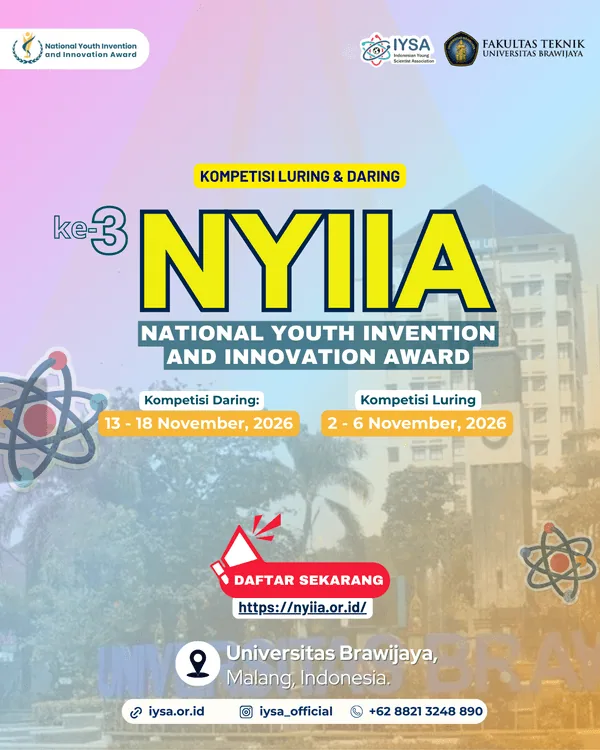 National Youth Invention
and Innovation Award
IYSA
Indonesian Young
Scientist Association
FAKULTAS TEKNIK
UNIVERSITAS BRAWIJAYA
KOMPETISI LURING & DARING
ke-3
NYIIA
NATIONAL YOUTH INVENTION
AND INNOVATION AWARD
Kompetisi Daring:
13 - 18 November, 2026
Kompetisi Luring
2 - 6 November, 2026
DAFTAR SEKARANG
https://nyiia.or.id/
UNIVERSITAS BRAW
Universitas Brawijaya,
Malang, Indonesia.
iysa.or.id
iysa_official
+62 8821 3248 890